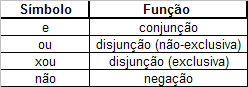 Símbolo Função
e conjunção
ou disjunção (não-exclusiva)
xou disjunção (exclusiva)
não negação